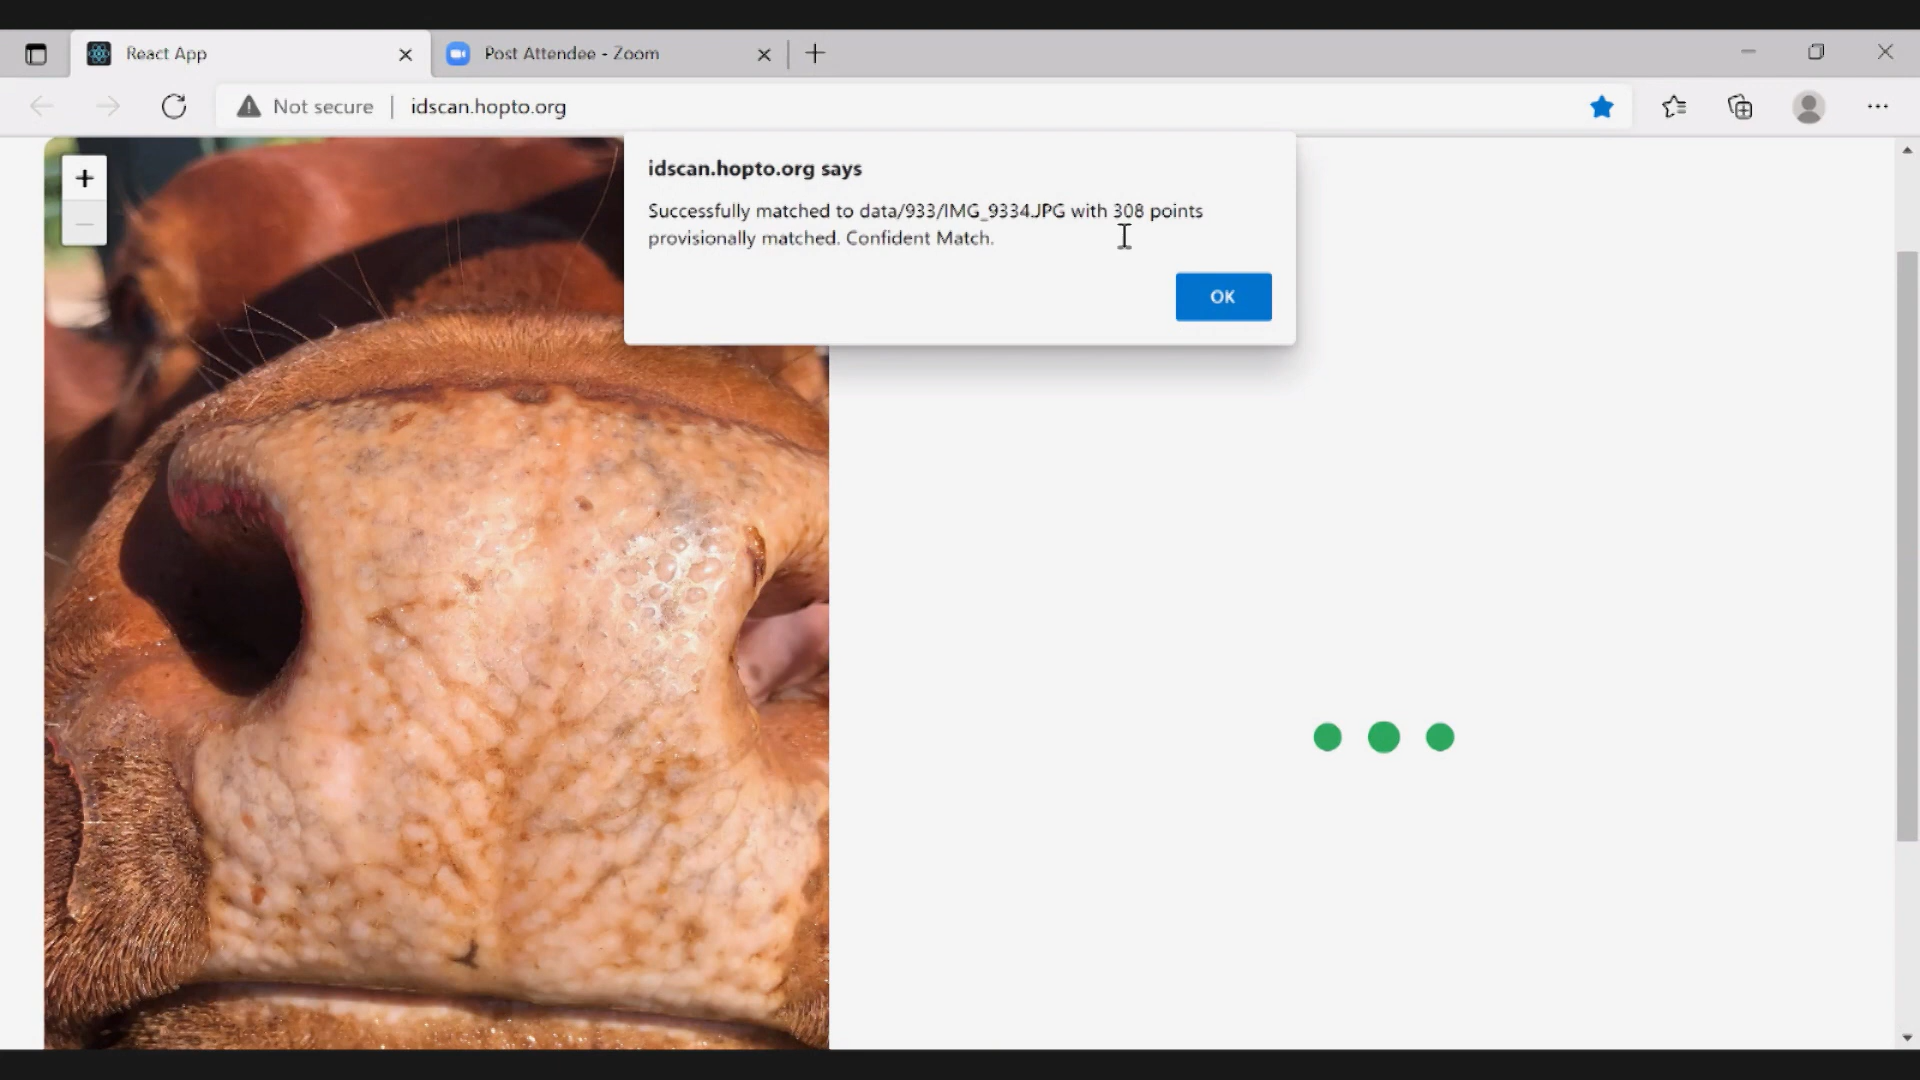 React App
Post Attendee - Zoom
Not secure
idscan.hopto.org
idscan.hopto.org says
Successfully matched to data/933/IMG_9334.JPG with 308 points
provisionally matched. Confident Match.
OK